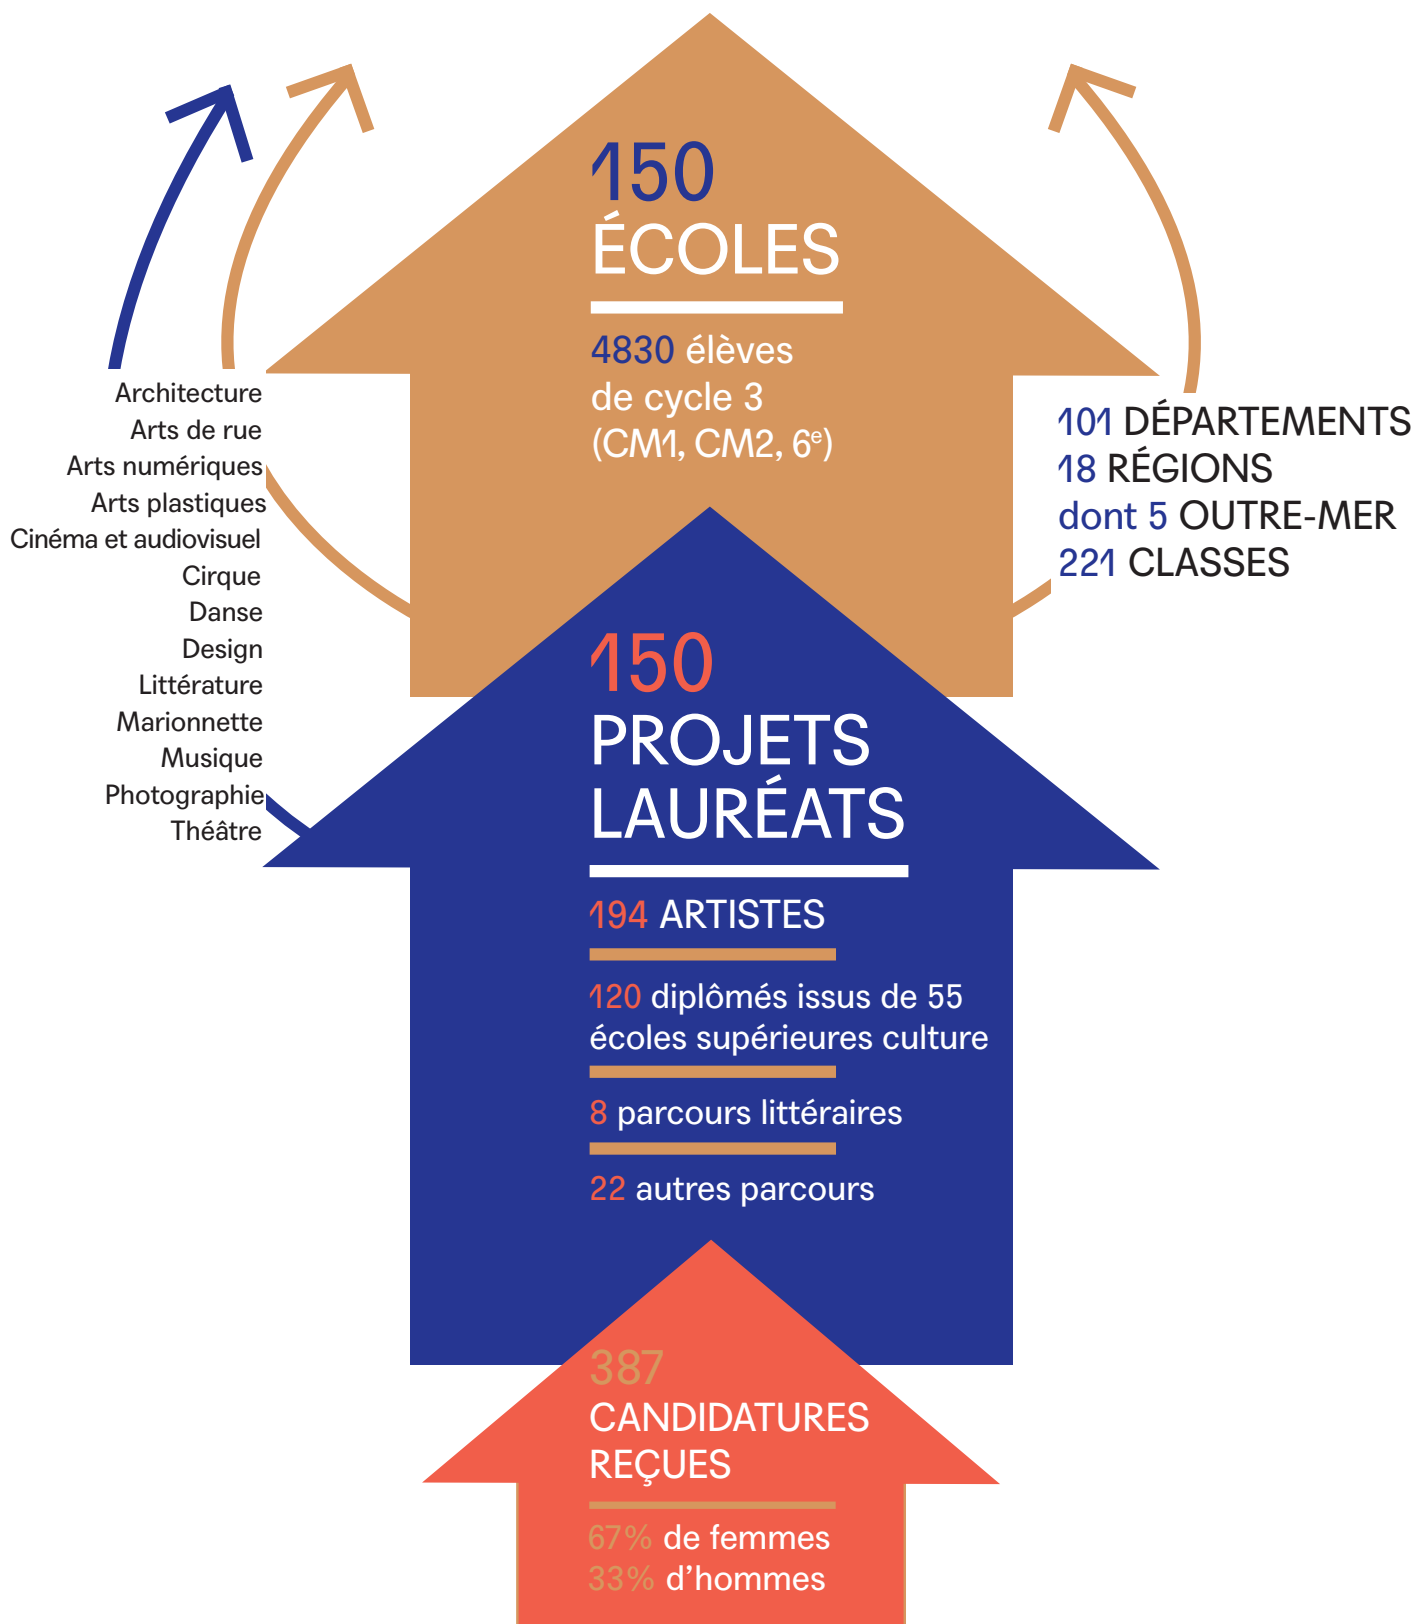 150
ÉCOLES
4830 élèves
de cycle 3
(CM1, CM2, 6e)
Architecture
Arts de rue
Arts numériques
Arts plastiques
Cinéma et audiovisuel
Cirque
Danse
Design
Littérature
Marionnette
Musique
Photographie
Théâtre
101 DÉPARTEMENTS
18 RÉGIONS
dont 5 OUTRE-MER
221 CLASSES
150
PROJETS
LAURÉATS
194 ARTISTES
120 diplômés issus de 55
écoles supérieures culture
8 parcours littéraires
22 autres parcours
387
CANDIDATURES
REÇUES
67% de femmes
33% d’hommes